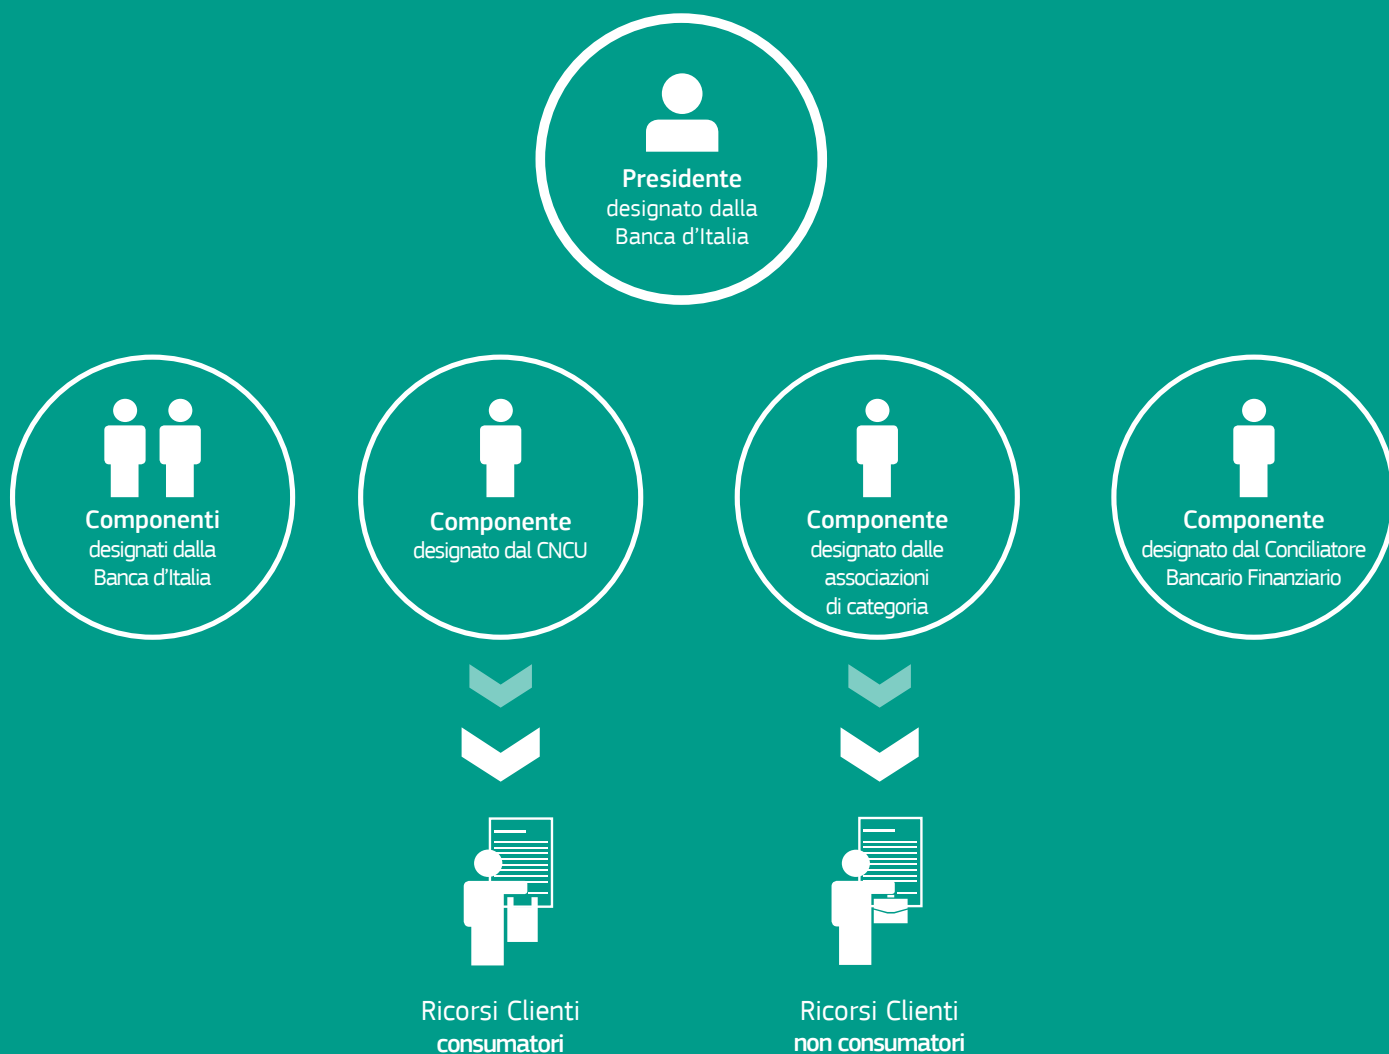 Presidente
designato dalla
Banca d'Italia
Componenti
designati dalla
Banca d'Italia
Componente
designato dal CNCU
Componente
designato dalle
associazioni
di categoria
Componente
designato dal Conciliatore
Bancario Finanziario
Ricorsi Clienti
consumatori
Ricorsi Clienti
non consumatori